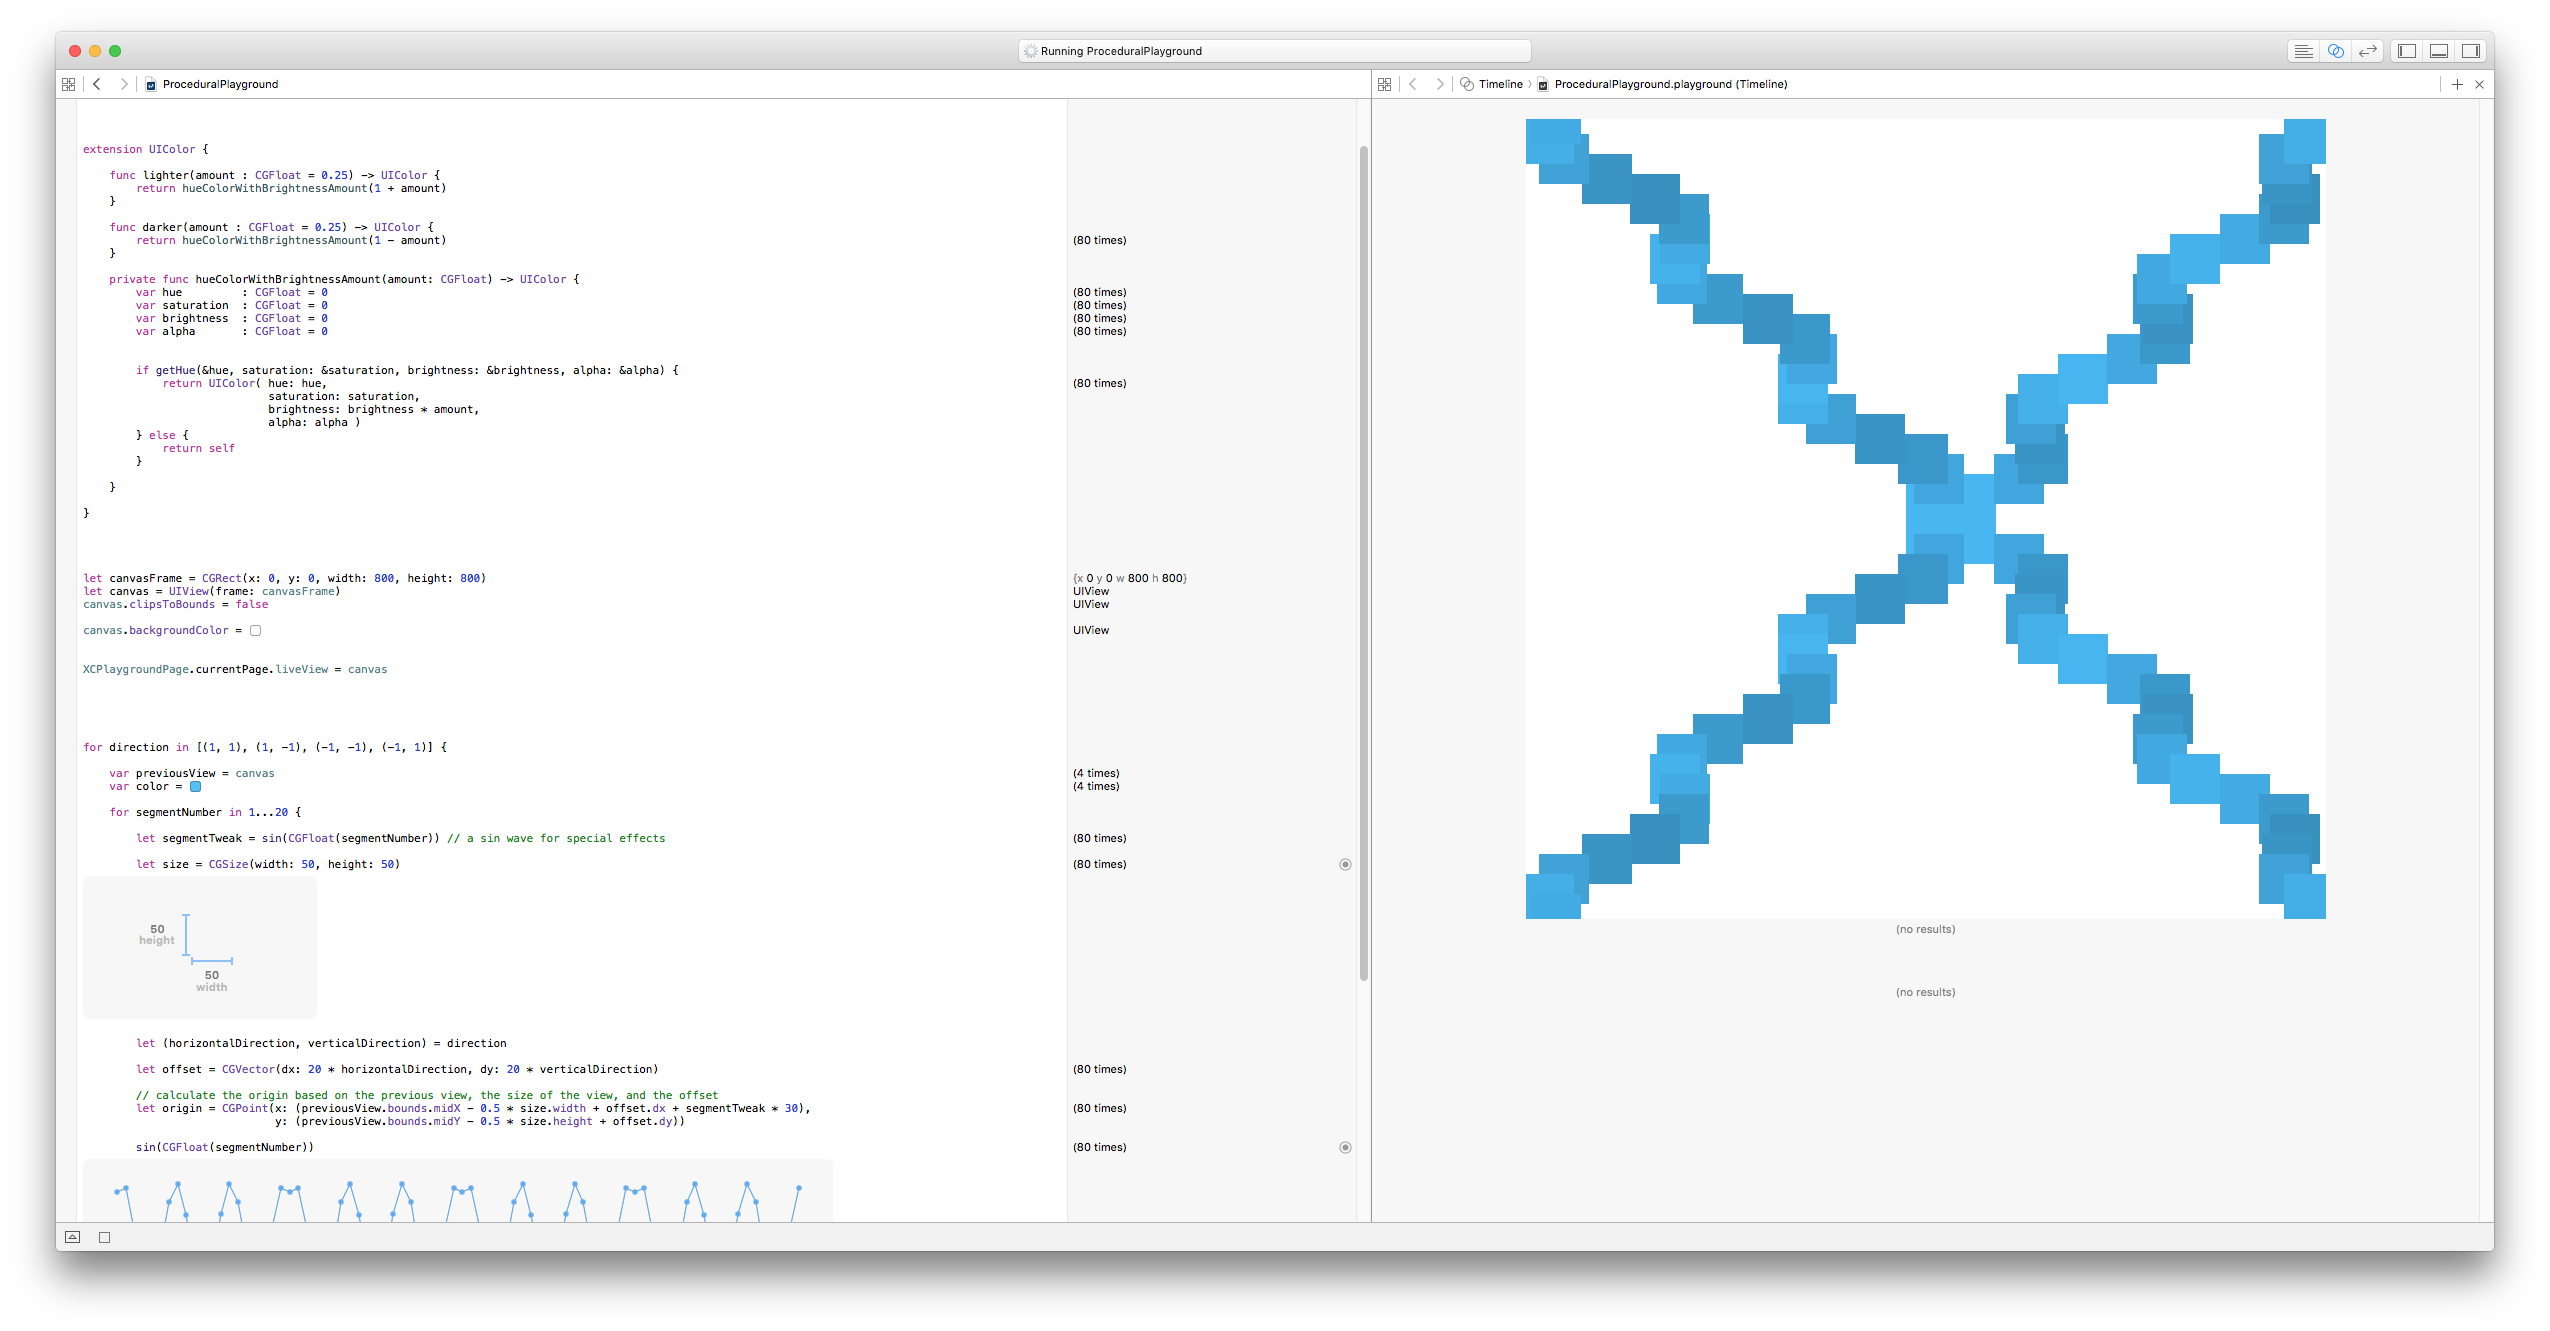 Running ProceduralPlayground
ProceduralPlayground
Timeline
ProceduralPlayground.playground (Timeline)
extension UIColor {
    func lighter(amount : CGFloat = 0.25) -> UIColor {
        return hueColorWithBrightnessAmount(1 + amount)
    }
    func darker(amount : CGFloat = 0.25) -> UIColor {
        return hueColorWithBrightnessAmount(1 - amount) (80 times)
    }
    private func hueColorWithBrightnessAmount(amount: CGFloat) -> UIColor {
        var hue         : CGFloat = 0 (80 times)
        var saturation  : CGFloat = 0 (80 times)
        var brightness  : CGFloat = 0 (80 times)
        var alpha       : CGFloat = 0 (80 times)
        if getHue(&hue, saturation: &saturation, brightness: &brightness, alpha: &alpha) {
            return UIColor( hue: hue, (80 times)
                            saturation: saturation,
                            brightness: brightness * amount,
                            alpha: alpha )
        } else {
            return self
        }
    }
}
let canvasFrame = CGRect(x: 0, y: 0, width: 800, height: 800) {x 0 y 0 w 800 h 800}
let canvas = UIView(frame: canvasFrame) UIView
canvas.clipsToBounds = false UIView
canvas.backgroundColor = UIView
XCPlaygroundPage.currentPage.liveView = canvas
for direction in [(1, 1), (1, -1), (-1, -1), (-1, 1)] {
    var previousView = canvas (4 times)
    var color = (4 times)
    for segmentNumber in 1...20 {
        let segmentTweak = sin(CGFloat(segmentNumber)) // a sin wave for special effects (80 times)
        let size = CGSize(width: 50, height: 50) (80 times)
50
height
50
width
        let (horizontalDirection, verticalDirection) = direction
        let offset = CGVector(dx: 20 * horizontalDirection, dy: 20 * verticalDirection) (80 times)
        // calculate the origin based on the previous view, the size of the view, and the offset
        let origin = CGPoint(x: (previousView.bounds.midX - 0.5 * size.width + offset.dx + segmentTweak * 30), (80 times)
                             y: (previousView.bounds.midY - 0.5 * size.height + offset.dy))
        sin(CGFloat(segmentNumber)) (80 times)
(no results)
(no results)